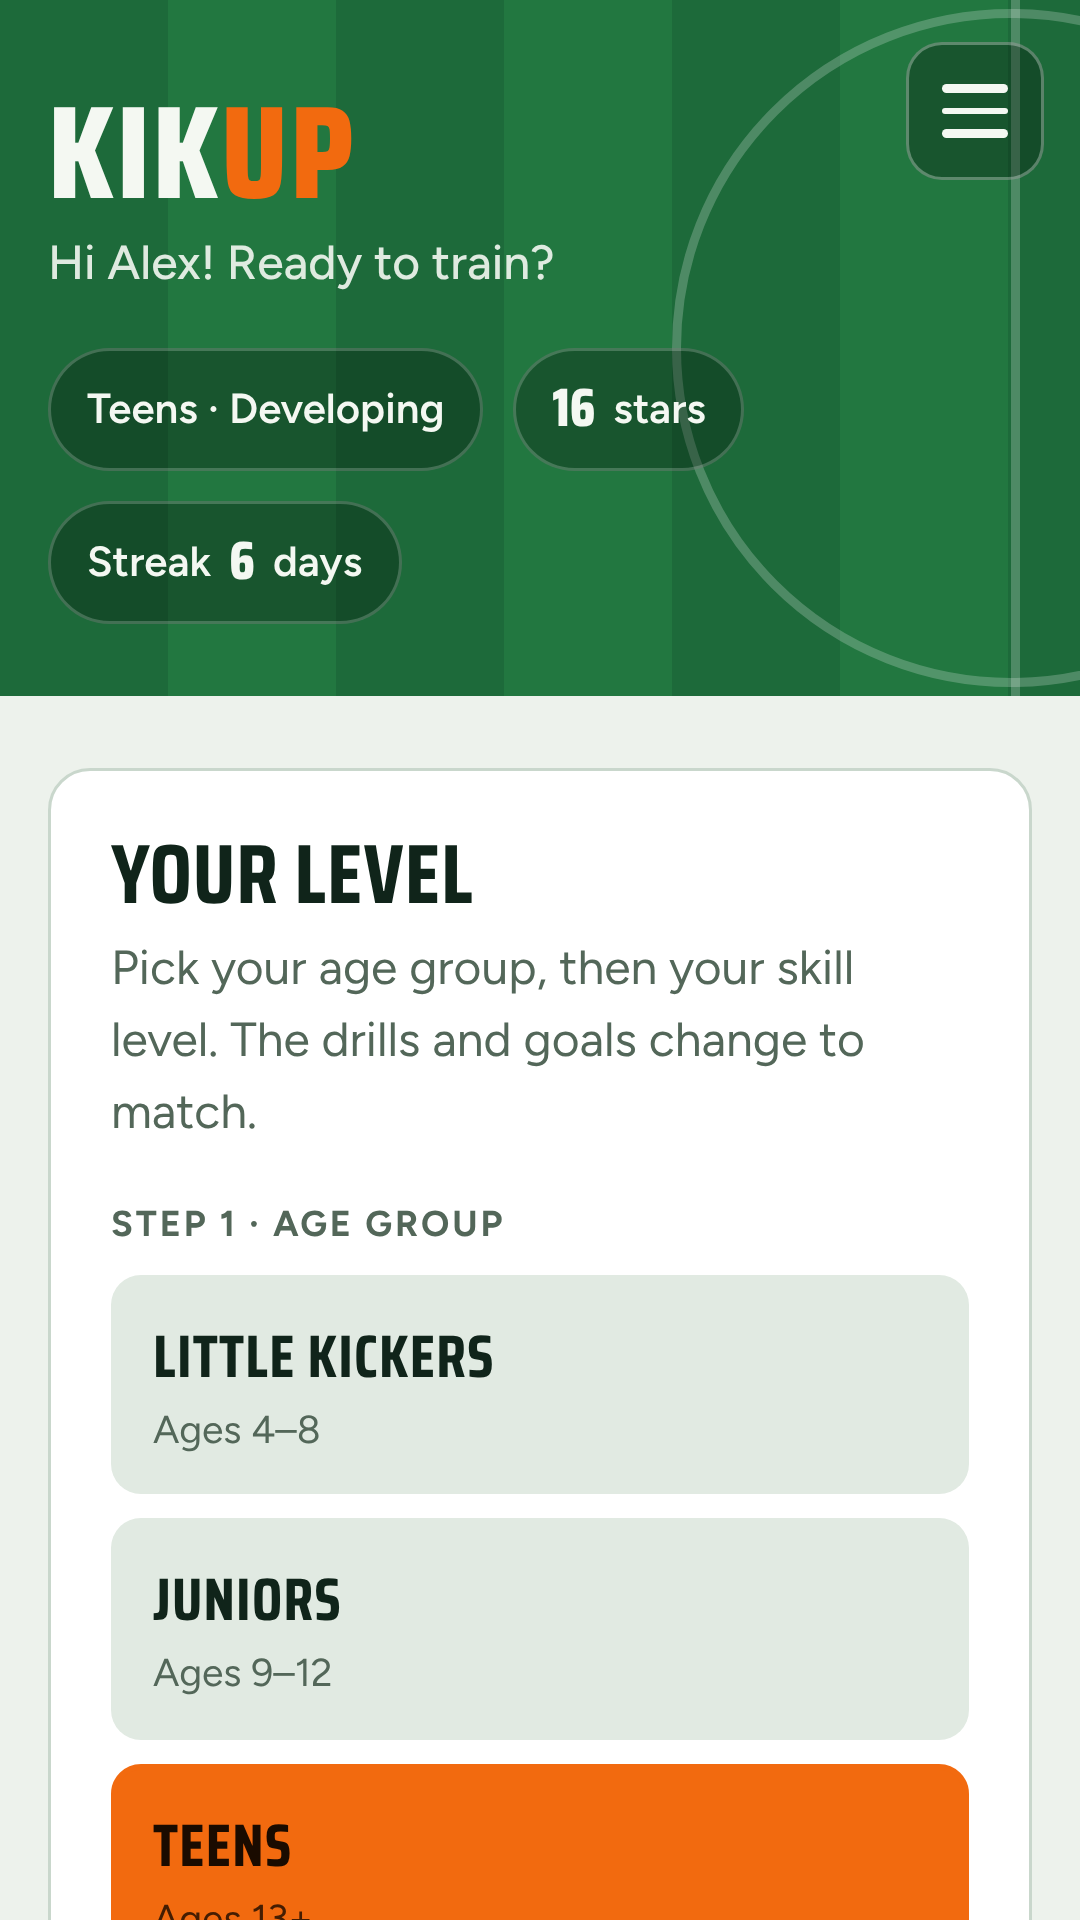 KIKUP
Hi Alex! Ready to train?
Teens · Developing
16 stars
Streak 6 days
YOUR LEVEL
Pick your age group, then your skill
level. The drills and goals change to
match.
STEP 1 · AGE GROUP
LITTLE KICKERS
Ages 4–8
JUNIORS
Ages 9–12
TEENS
Ages 13+